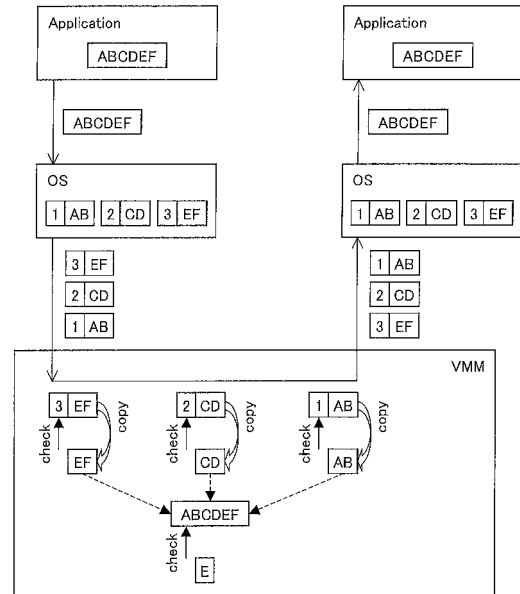 Application
ABCDEF
ABCDEF
OS
1 AB 2 CD 3 EF
3 EF
2 CD
1 AB
Application
ABCDEF
ABCDEF
OS
1 AB 2 CD 3 EF
1 AB
2 CD
3 EF
VMM
3 EF
check
copy
EF
2 CD
check
copy
CD
1 AB
check
copy
AB
ABCDEF
check
E